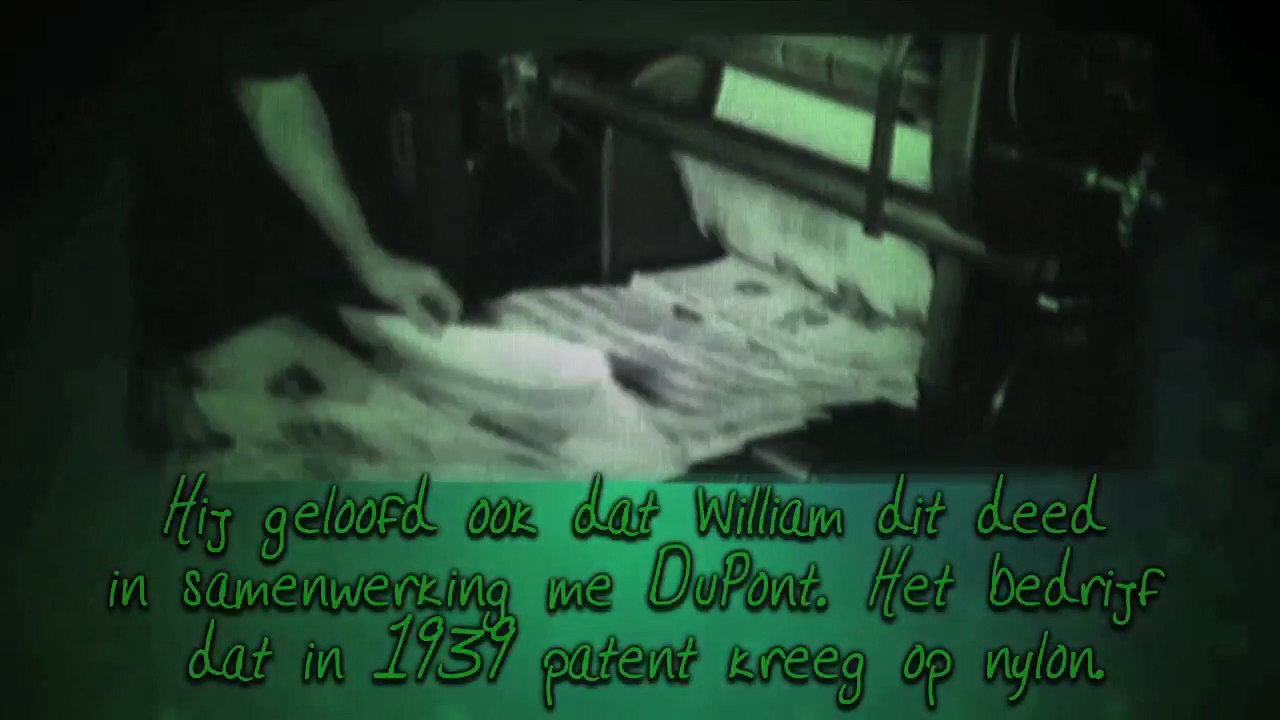 Hij geloofd ook dat William dit deed
in samenwerking me DuPont. Het bedrijf
dat in 1939 patent kreeg op nylon.